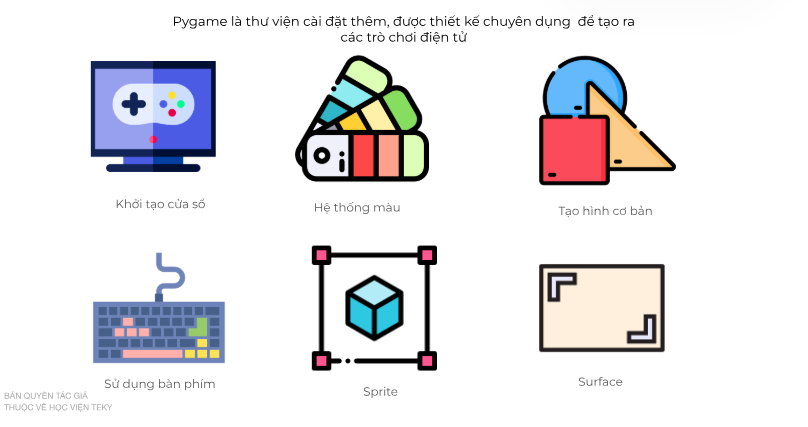 Pygame là thư viện cài đặt thêm, được thiết kế chuyên dụng để tạo ra
các trò chơi điện tử
Khởi tạo cửa sổ
Hệ thống màu
Tạo hình cơ bản
Sử dụng bàn phím
Sprite
Surface
BẢN QUYỀN TÁC GIẢ
THUỘC VỀ HỌC VIỆN TEKY